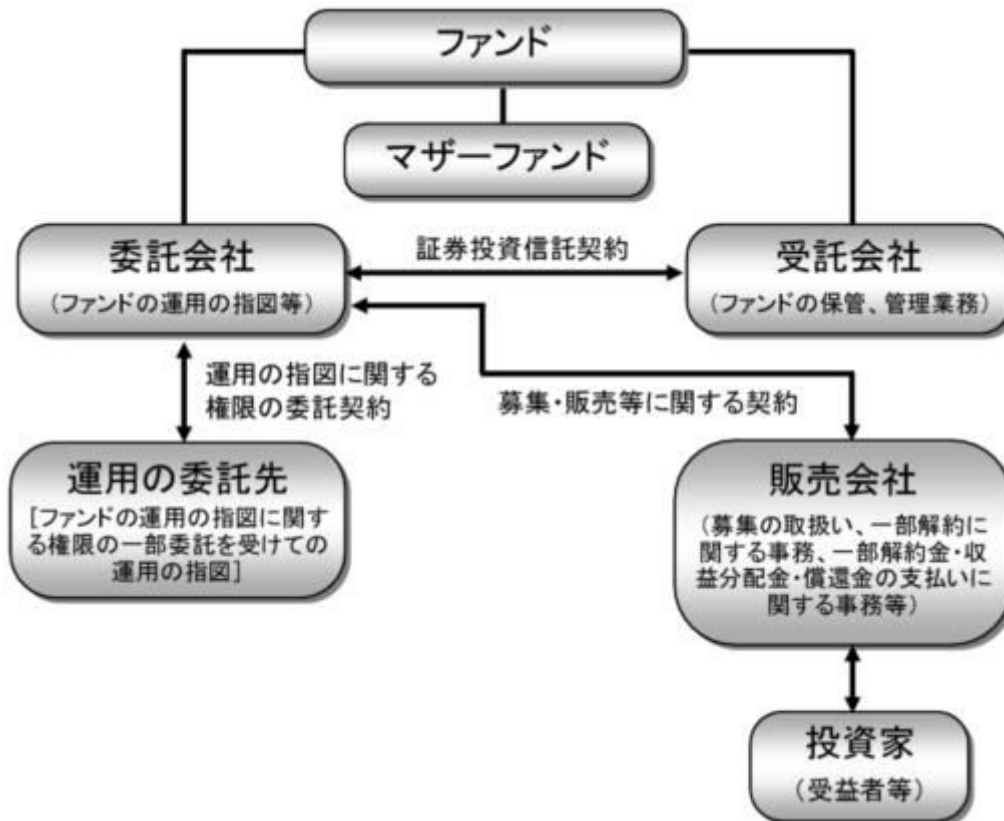 ファンド
マザーファンド
委託会社
(ファンドの運用の指図等)
証券投資信託契約
受託会社
(ファンドの保管、管理業務)
運用の指図に関する
権限の委託契約
募集・販売等に関する契約
運用の委託先
[ファンドの運用の指図に関す
る権限の一部委託を受けての
運用の指図]
販売会社
(募集の取扱い、一部解約に
関する事務、一部解約金・収
益分配金・償還金の支払いに
関する事務等)
投資家
(受益者等)